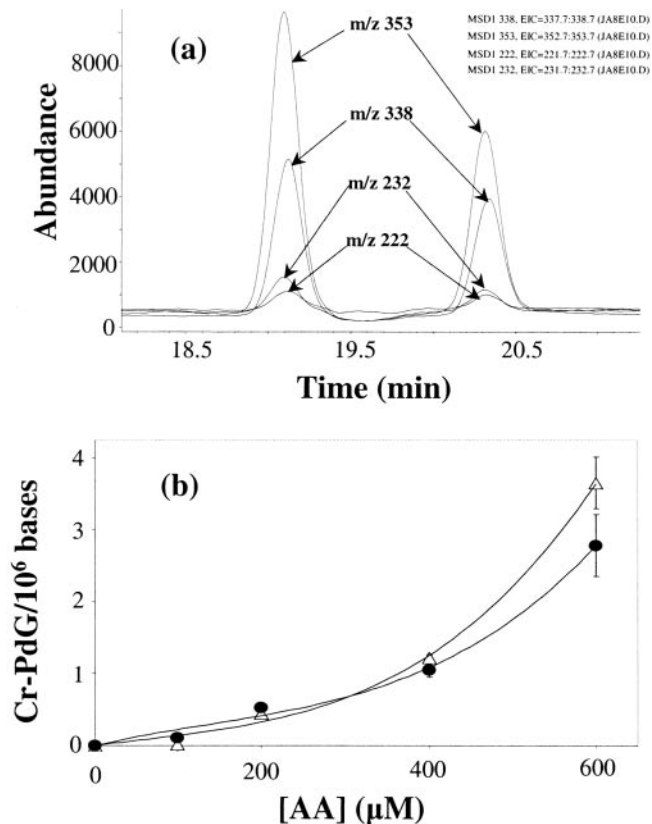 (a)
m/z 353
m/z 338
m/z 232
m/z 222
MSD1 338, EIC=337.7:338.7 (JA8E10.D)
MSD1 353, EIC=352.7:353.7 (JA8E10.D)
MSD1 222, EIC=221.7:222.7 (JA8E10.D)
MSD1 232, EIC=231.7:232.7 (JA8E10.D)
Abundance
8000
6000
4000
2000
0
18.5 19.5 20.5
Time (min)
(b)
Cr-PdG/10⁶ bases
4
3
2
1
0
0 200 400 600
[AA] (µM)